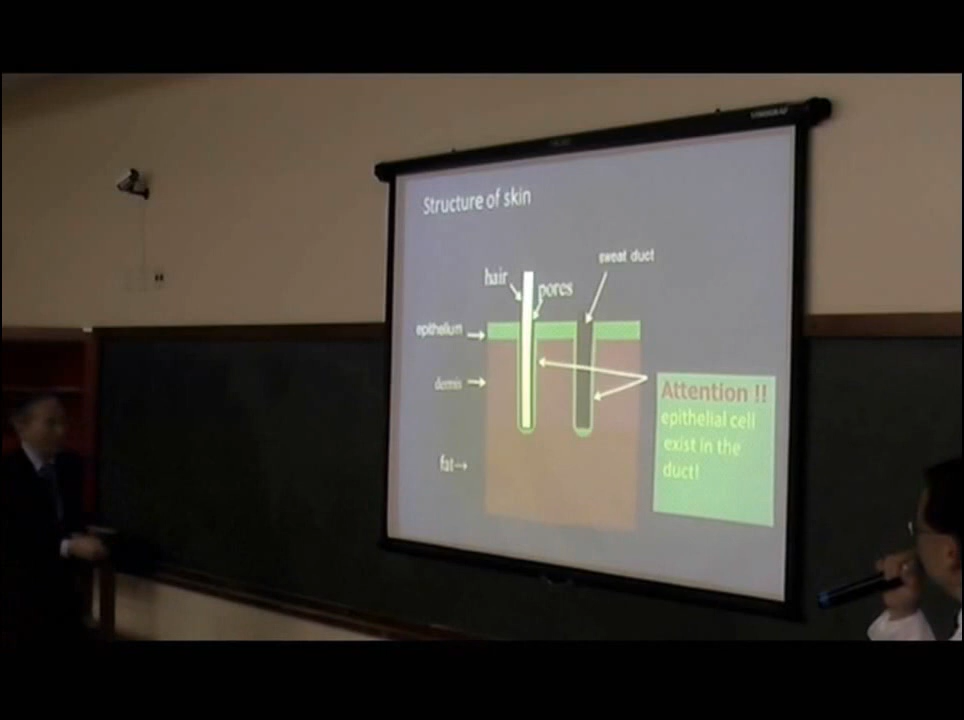 Structure of skin
sweat duct
hair
pores
epithelium
dermis
fat
Attention !!
epithelial cell
exist in the
duct!